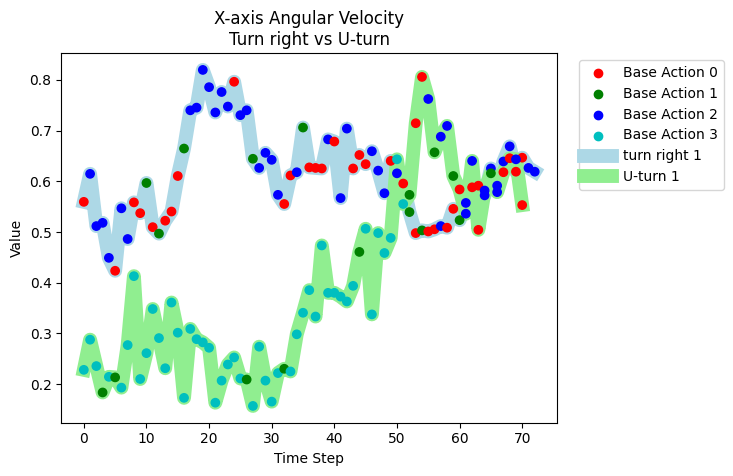 X-axis Angular Velocity
Turn right vs U-turn
Value
0.8
0.7
0.6
0.5
0.4
0.3
0.2
0 10 20 30 40 50 60 70
Time Step
Base Action 0
Base Action 1
Base Action 2
Base Action 3
turn right 1
U-turn 1